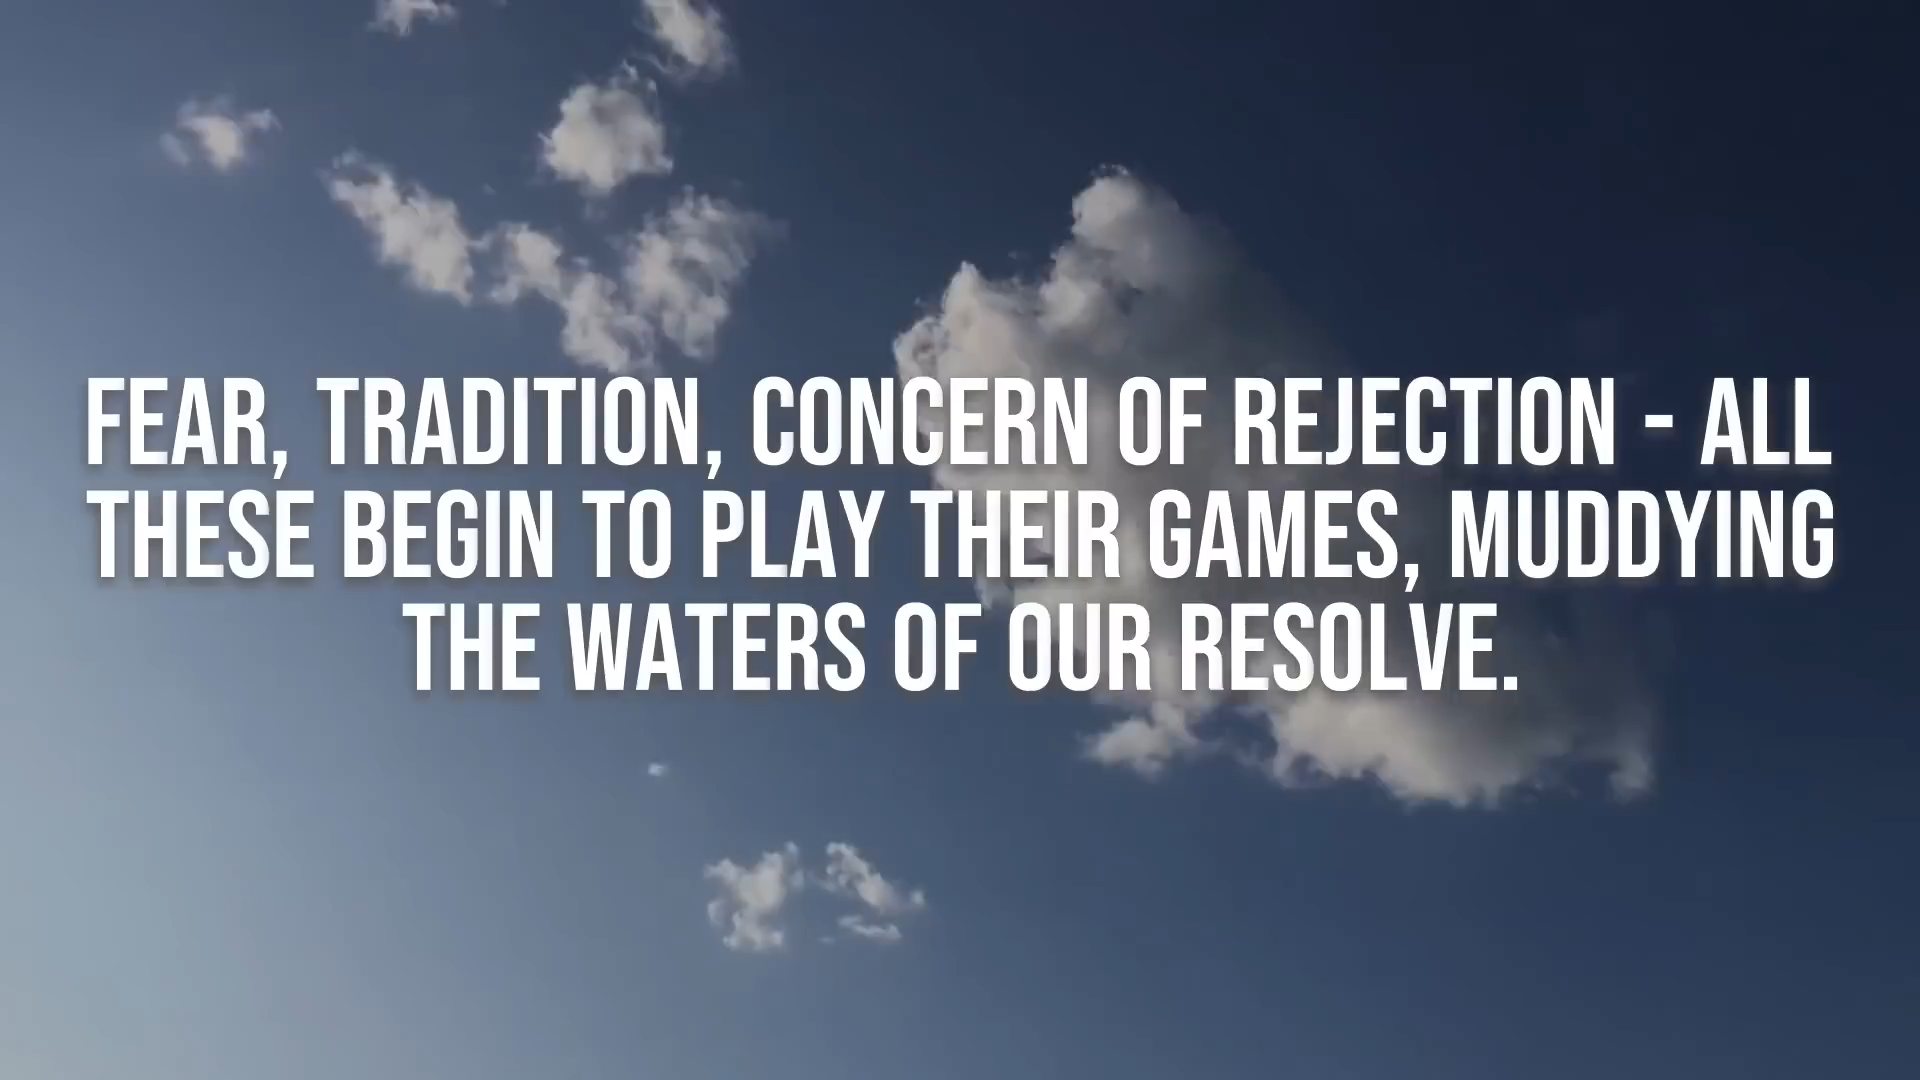 FEAR, TRADITION, CONCERN OF REJECTION - ALL
THESE BEGIN TO PLAY THEIR GAMES, MUDDYING
THE WATERS OF OUR RESOLVE.